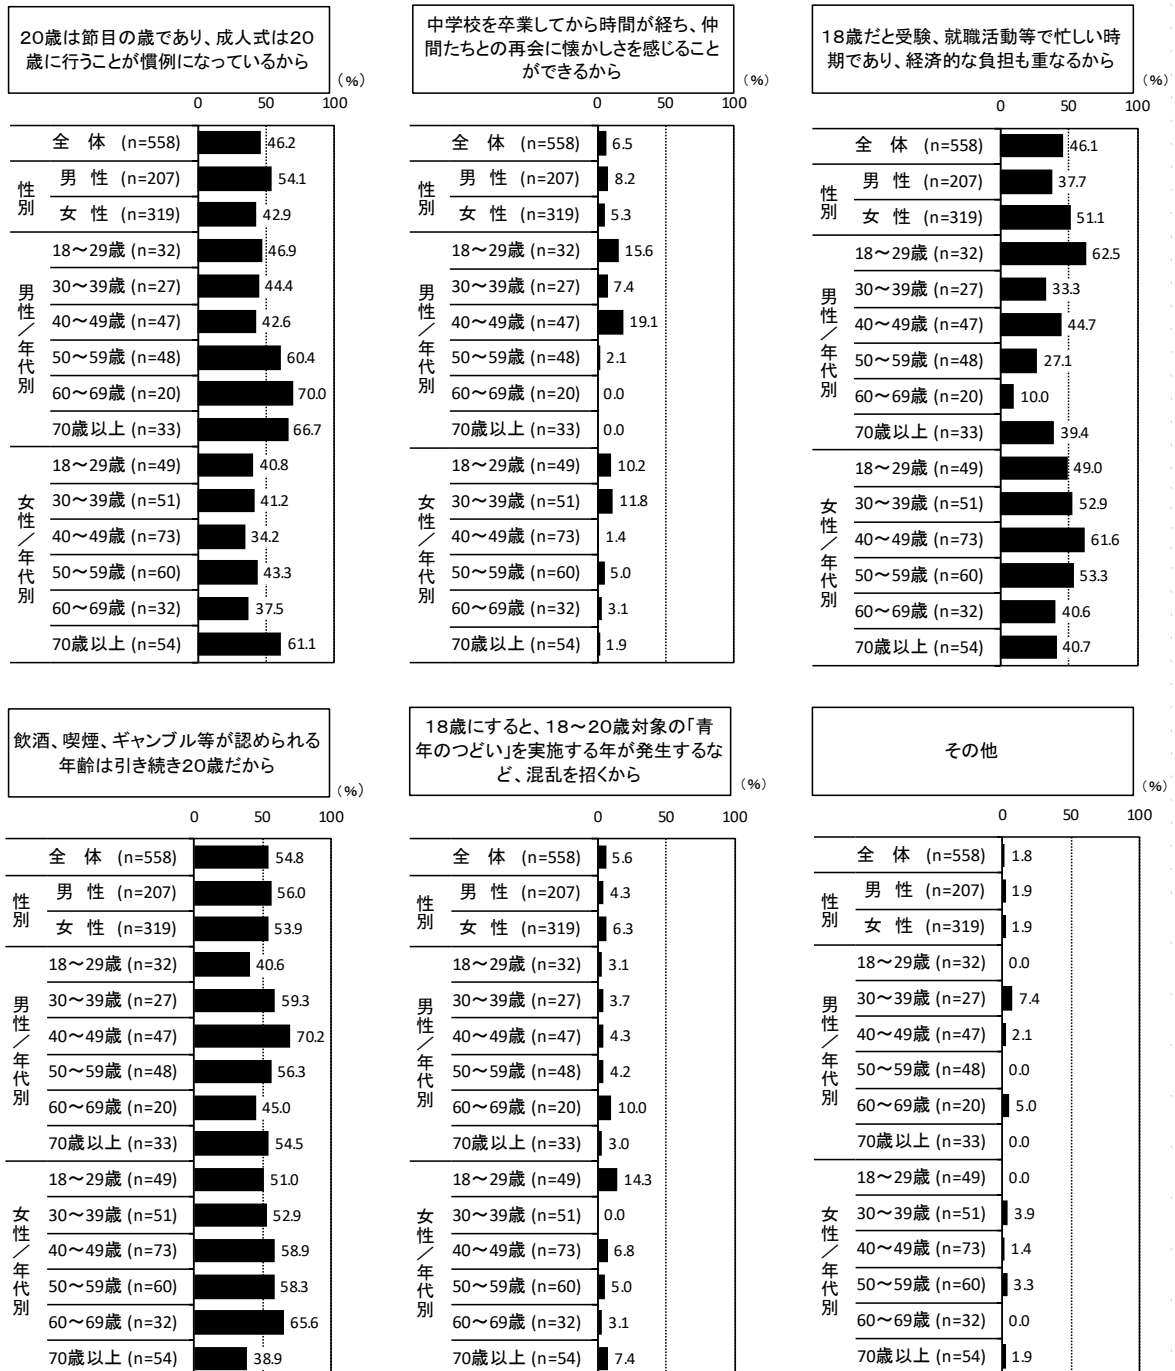 20歳は節目の歳であり、成人式は20
歳に行うことが慣例になっているから
(%)
0 50 100
全 体 (n=558) 46.2
性別
男 性 (n=207) 54.1
女 性 (n=319) 42.9
男性/年代別
18～29歳 (n=32) 46.9
30～39歳 (n=27) 44.4
40～49歳 (n=47) 42.6
50～59歳 (n=48) 60.4
60～69歳 (n=20) 70.0
70歳以上 (n=33) 66.7
女性/年代別
18～29歳 (n=49) 40.8
30～39歳 (n=51) 41.2
40～49歳 (n=73) 34.2
50～59歳 (n=60) 43.3
60～69歳 (n=32) 37.5
70歳以上 (n=54) 61.1
中学校を卒業してから時間が経ち、仲
間たちとの再会に懐かしさを感じること
ができるから
(%)
0 50 100
全 体 (n=558) 6.5
性別
男 性 (n=207) 8.2
女 性 (n=319) 5.3
男性/年代別
18～29歳 (n=32) 15.6
30～39歳 (n=27) 7.4
40～49歳 (n=47) 19.1
50～59歳 (n=48) 2.1
60～69歳 (n=20) 0.0
70歳以上 (n=33) 0.0
女性/年代別
18～29歳 (n=49) 10.2
30～39歳 (n=51) 11.8
40～49歳 (n=73) 1.4
50～59歳 (n=60) 5.0
60～69歳 (n=32) 3.1
70歳以上 (n=54) 1.9
18歳だと受験、就職活動等で忙しい時
期であり、経済的な負担も重なるから
(%)
0 50 100
全 体 (n=558) 46.1
性別
男 性 (n=207) 37.7
女 性 (n=319) 51.1
男性/年代別
18～29歳 (n=32) 62.5
30～39歳 (n=27) 33.3
40～49歳 (n=47) 44.7
50～59歳 (n=48) 27.1
60～69歳 (n=20) 10.0
70歳以上 (n=33) 39.4
女性/年代別
18～29歳 (n=49) 49.0
30～39歳 (n=51) 52.9
40～49歳 (n=73) 61.6
50～59歳 (n=60) 53.3
60～69歳 (n=32) 40.6
70歳以上 (n=54) 40.7
飲酒、喫煙、ギャンブル等が認められる
年齢は引き続き20歳だから
(%)
0 50 100
全 体 (n=558) 54.8
性別
男 性 (n=207) 56.0
女 性 (n=319) 53.9
男性/年代別
18～29歳 (n=32) 40.6
30～39歳 (n=27) 59.3
40～49歳 (n=47) 70.2
50～59歳 (n=48) 56.3
60～69歳 (n=20) 45.0
70歳以上 (n=33) 54.5
女性/年代別
18～29歳 (n=49) 51.0
30～39歳 (n=51) 52.9
40～49歳 (n=73) 58.9
50～59歳 (n=60) 58.3
60～69歳 (n=32) 65.6
70歳以上 (n=54) 38.9
18歳にすると、18～20歳対象の「青
年のつどい」を実施する年が発生するな
ど、混乱を招くから
(%)
0 50 100
全 体 (n=558) 5.6
性別
男 性 (n=207) 4.3
女 性 (n=319) 6.3
男性/年代別
18～29歳 (n=32) 3.1
30～39歳 (n=27) 3.7
40～49歳 (n=47) 4.3
50～59歳 (n=48) 4.2
60～69歳 (n=20) 10.0
70歳以上 (n=33) 3.0
女性/年代別
18～29歳 (n=49) 14.3
30～39歳 (n=51) 0.0
40～49歳 (n=73) 6.8
50～59歳 (n=60) 5.0
60～69歳 (n=32) 3.1
70歳以上 (n=54) 7.4
その他
(%)
0 50 100
全 体 (n=558) 1.8
性別
男 性 (n=207) 1.9
女 性 (n=319) 1.9
男性/年代別
18～29歳 (n=32) 0.0
30～39歳 (n=27) 7.4
40～49歳 (n=47) 2.1
50～59歳 (n=48) 0.0
60～69歳 (n=20) 5.0
70歳以上 (n=33) 0.0
女性/年代別
18～29歳 (n=49) 0.0
30～39歳 (n=51) 3.9
40～49歳 (n=73) 1.4
50～59歳 (n=60) 3.3
60～69歳 (n=32) 0.0
70歳以上 (n=54) 1.9